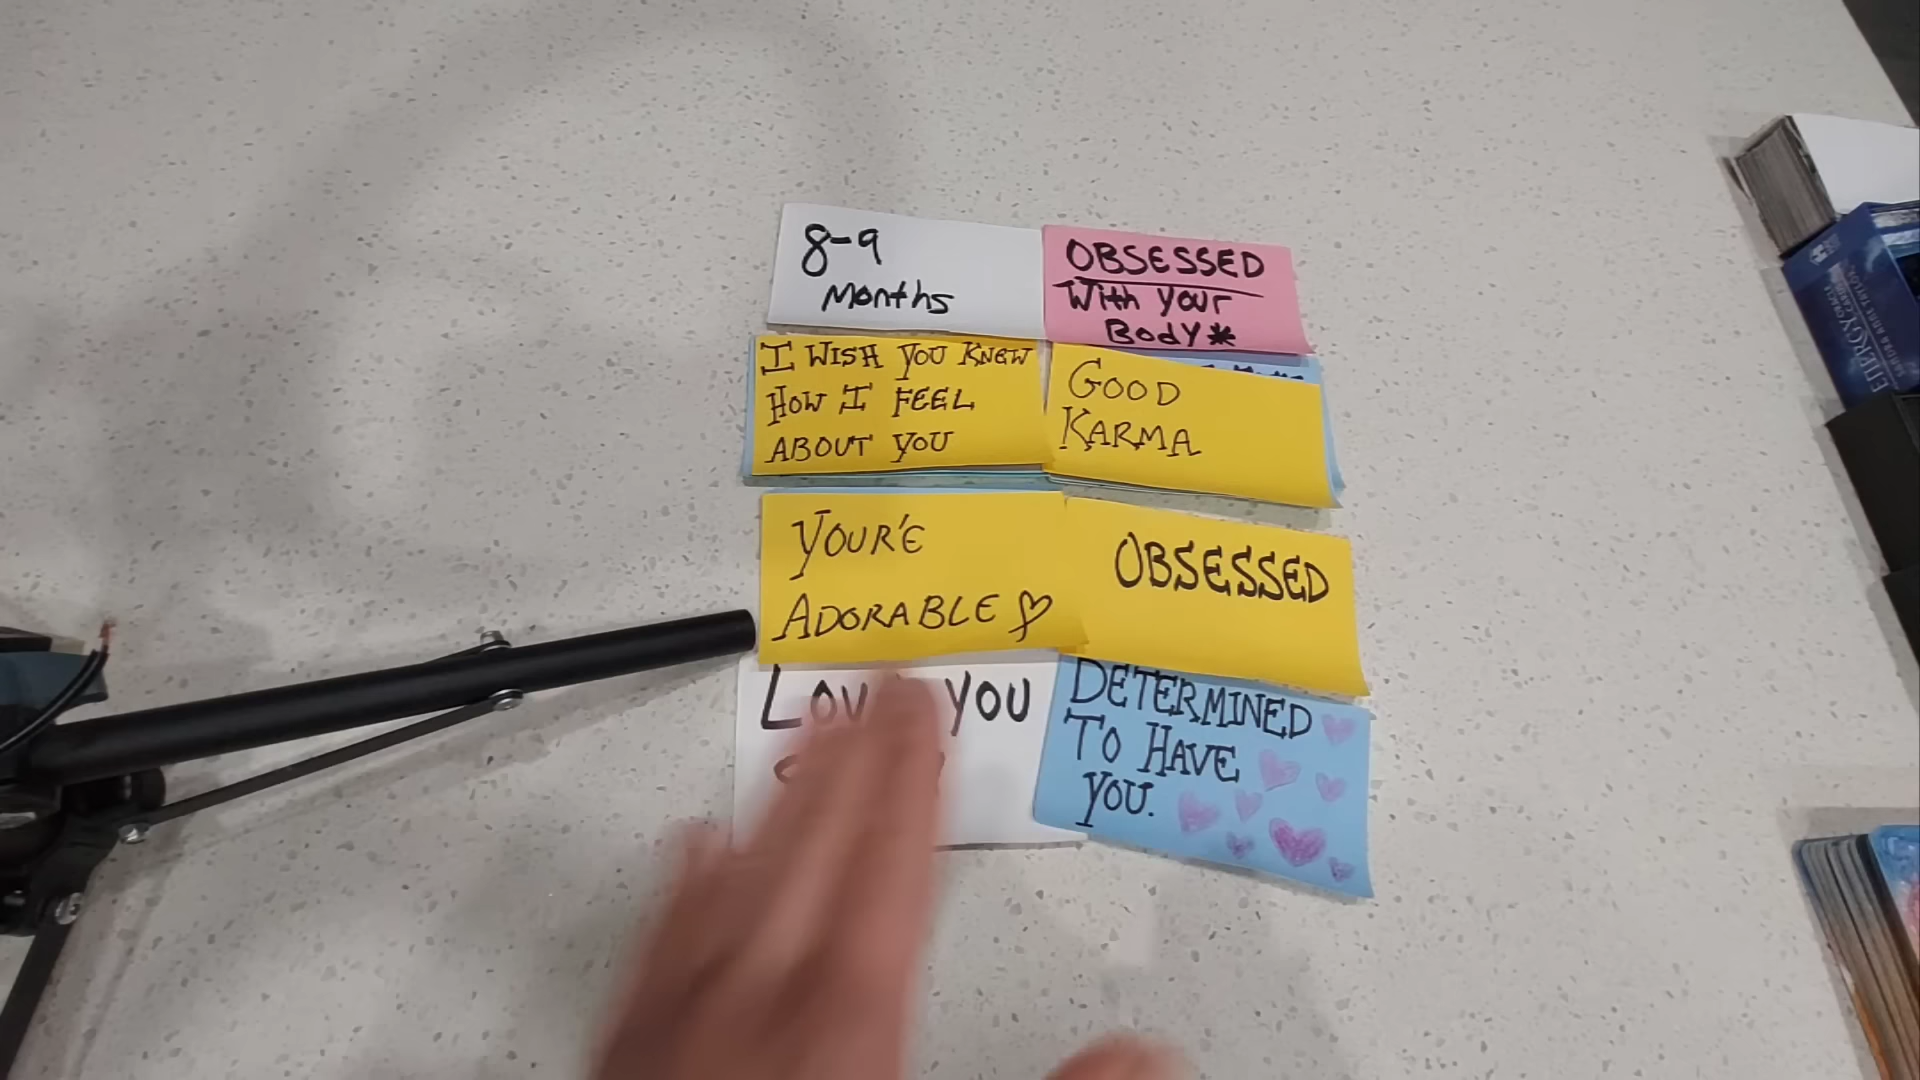 8-9
Months
OBSESSED
With your
BODY*
I WISH YOU KNEW
HOW I FEEL
ABOUT YOU
GOOD
KARMA
YOUR'E
ADORABLE
OBSESSED
YOU
DETERMINED
TO HAVE
YOU.
ENERGY